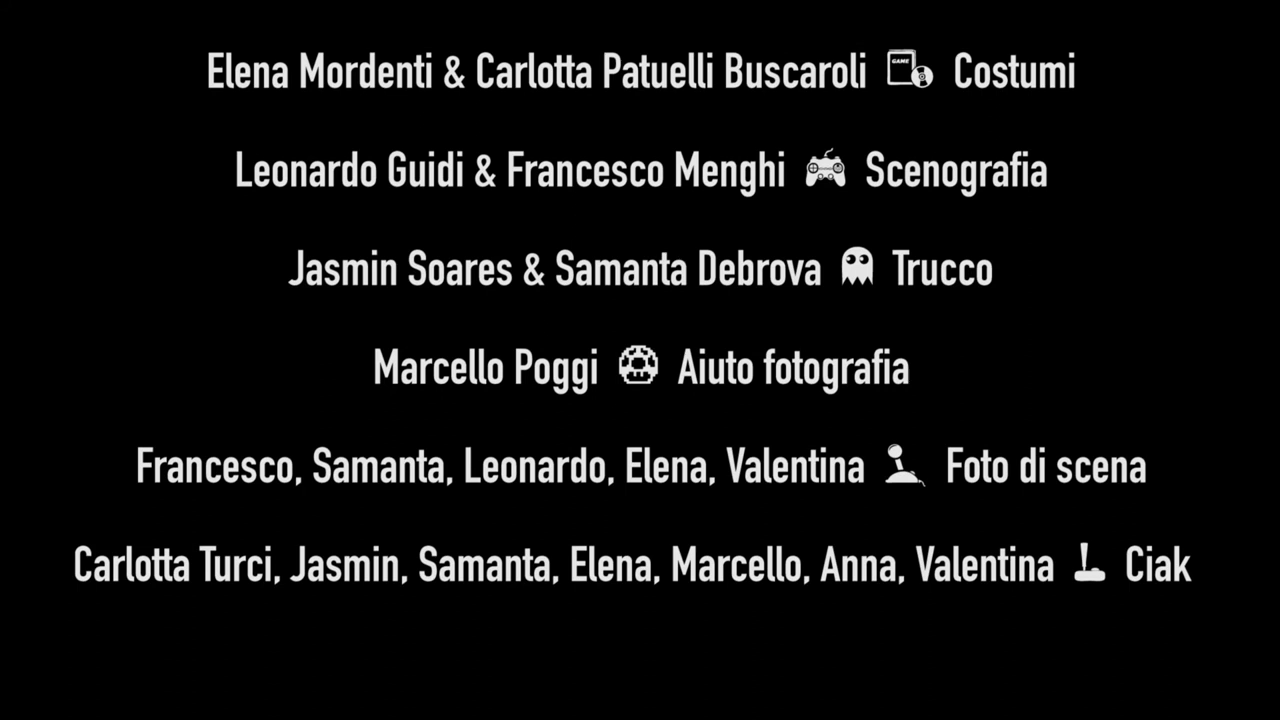 Elena Mordenti & Carlotta Patuelli Buscaroli GAME Costumi
Leonardo Guidi & Francesco Menghi Scenografia
Jasmin Soares & Samanta Debrova Trucco
Marcello Poggi Aiuto fotografia
Francesco, Samanta, Leonardo, Elena, Valentina Foto di scena
Carlotta Turci, Jasmin, Samanta, Elena, Marcello, Anna, Valentina Ciak